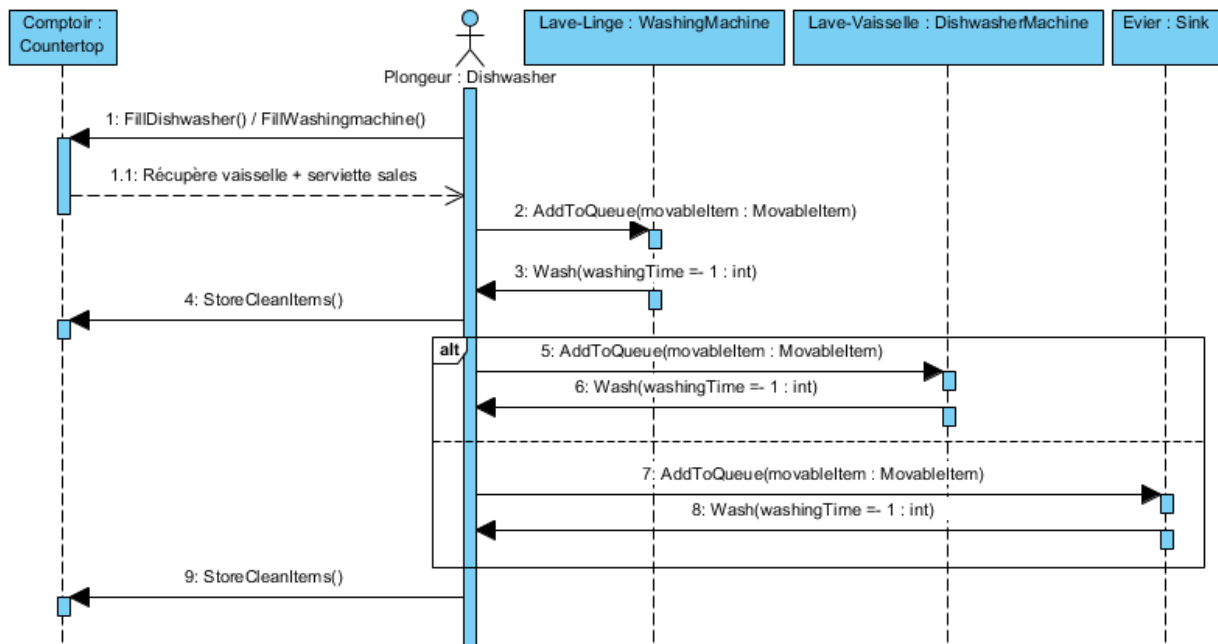 Comptoir :
Countertop
Lave-Linge : WashingMachine
Lave-Vaisselle : DishwasherMachine
Evier : Sink
Plongeur : Dishwasher
1: FillDishwasher() / FillWashingmachine()
1.1: Récupère vaisselle + serviette sales
2: AddToQueue(movableItem : MovableItem)
3: Wash(washingTime =- 1 : int)
4: StoreCleanItems()
alt
5: AddToQueue(movableItem : MovableItem)
6: Wash(washingTime =- 1 : int)
7: AddToQueue(movableItem : MovableItem)
8: Wash(washingTime =- 1 : int)
9: StoreCleanItems()